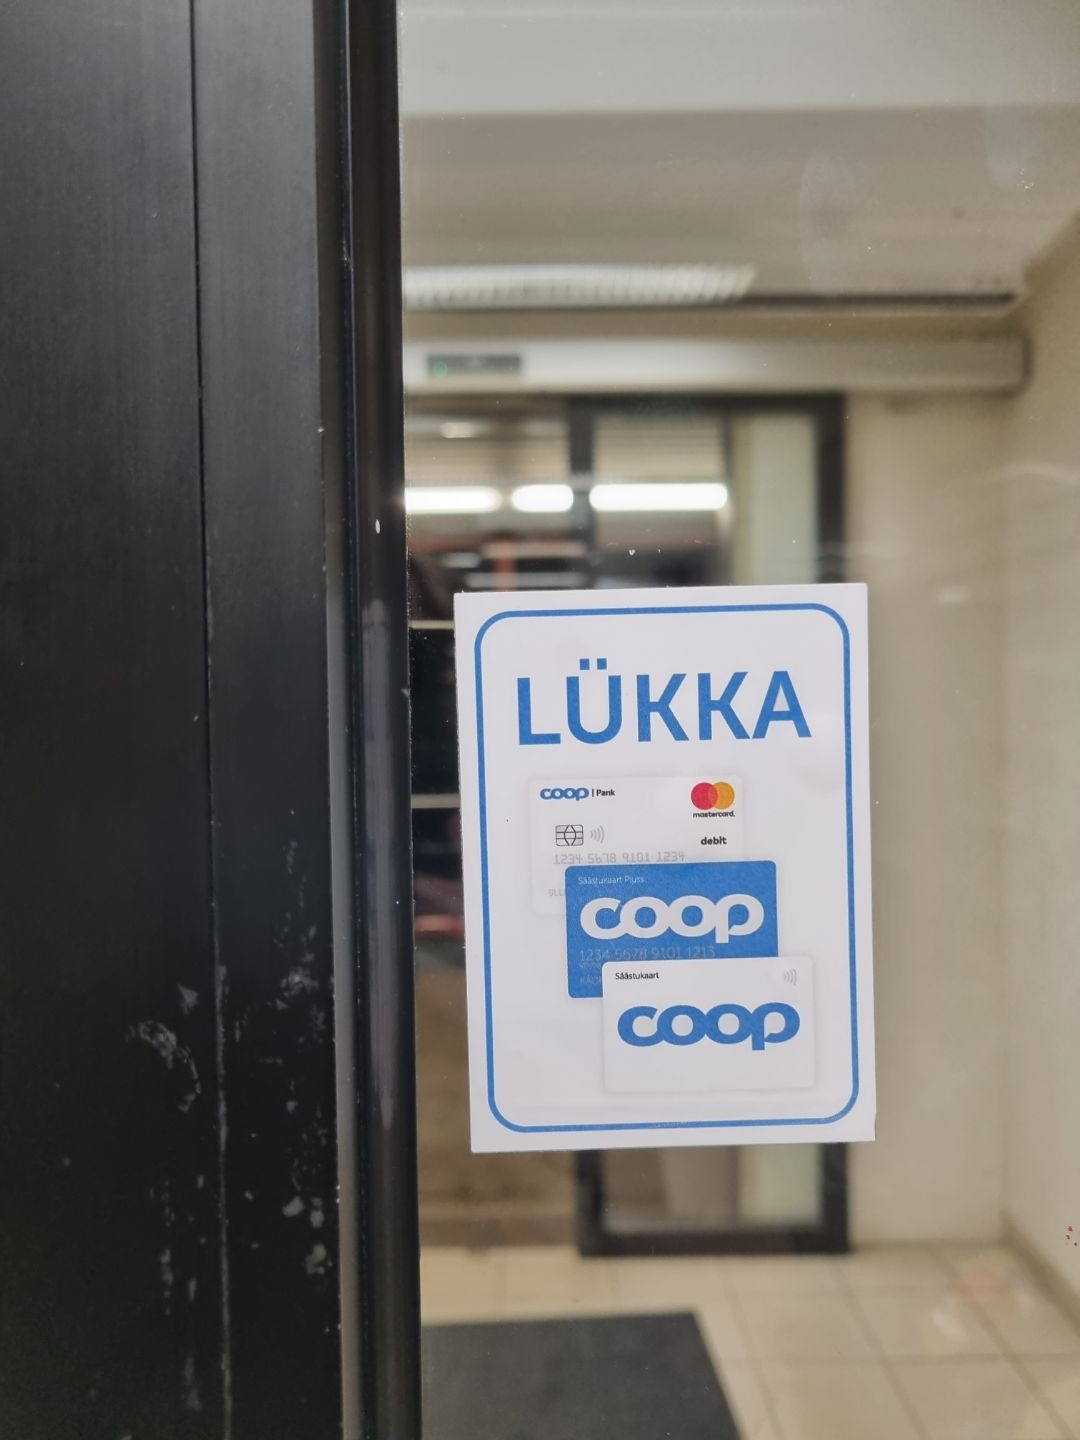 LÜKKA
coop | Pank
mastercard.
debit
1234 5678 9101 1234
Säästukaart Pluss
coop
1234 5678 9101 1213
Säästukaart
coop